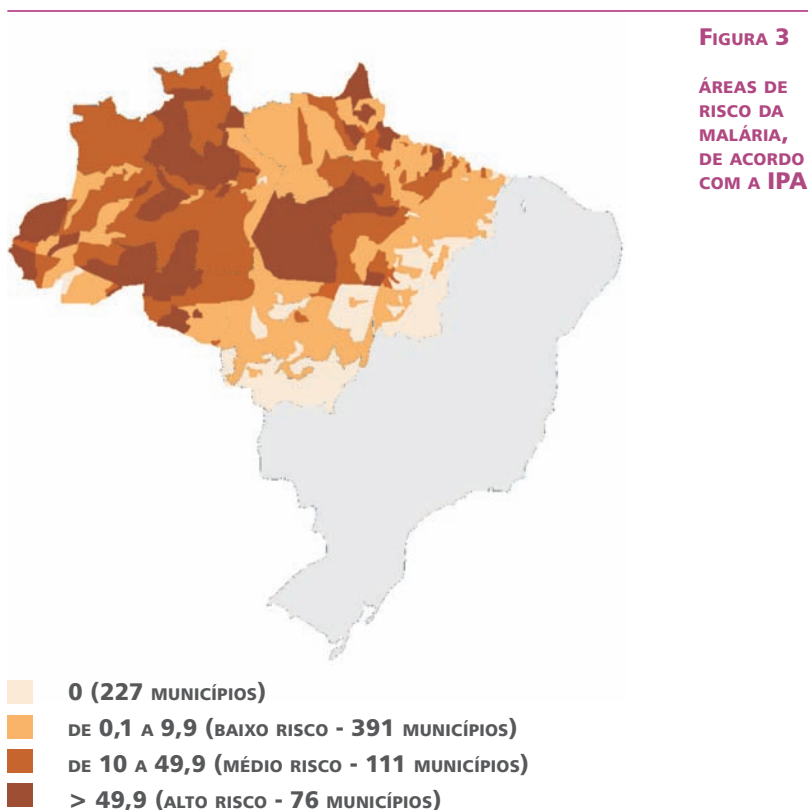 FIGURA 3
ÁREAS DE
RISCO DA
MALÁRIA,
DE ACORDO
COM A IPA
0 (227 MUNICÍPIOS)
DE 0,1 A 9,9 (BAIXO RISCO - 391 MUNICÍPIOS)
DE 10 A 49,9 (MÉDIO RISCO - 111 MUNICÍPIOS)
> 49,9 (ALTO RISCO - 76 MUNICÍPIOS)